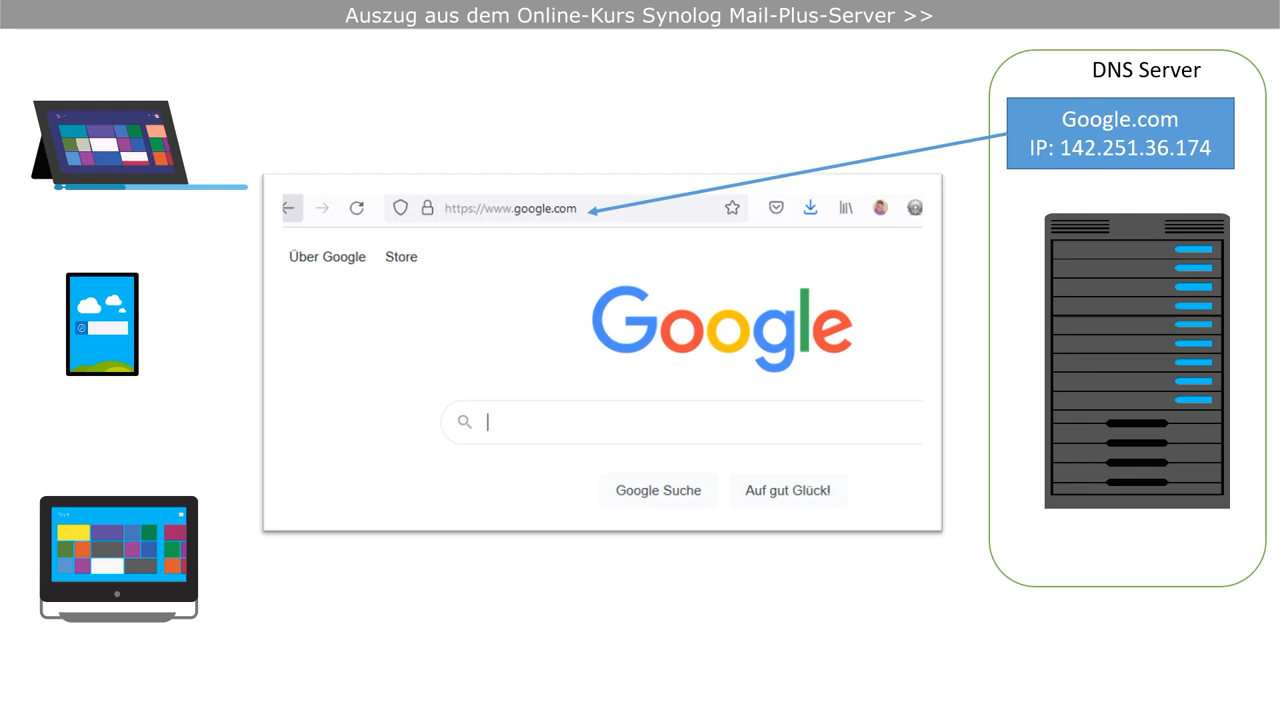 Auszug aus dem Online-Kurs Synolog Mail-Plus-Server >>
DNS Server
Google.com
IP: 142.251.36.174
https://www.google.com
Über Google Store
Google
Google Suche Auf gut Glück!